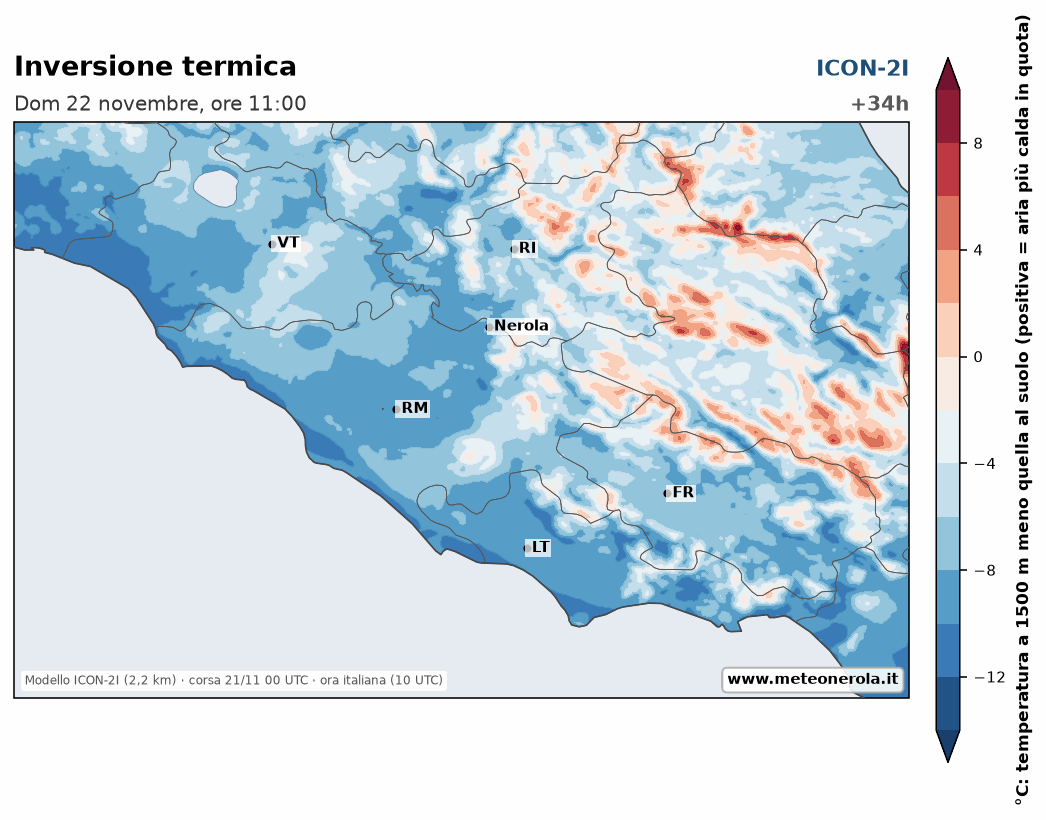 Inversione termica
ICON-2I
Dom 22 novembre, ore 11:00
+34h
VT
RI
Nerola
RM
FR
LT
Modello ICON-2I (2,2 km) · corsa 21/11 00 UTC · ora italiana (10 UTC)
www.meteonerola.it
8
4
0
−4
−8
−12
°C: temperatura a 1500 m meno quella al suolo (positiva = aria più calda in quota)